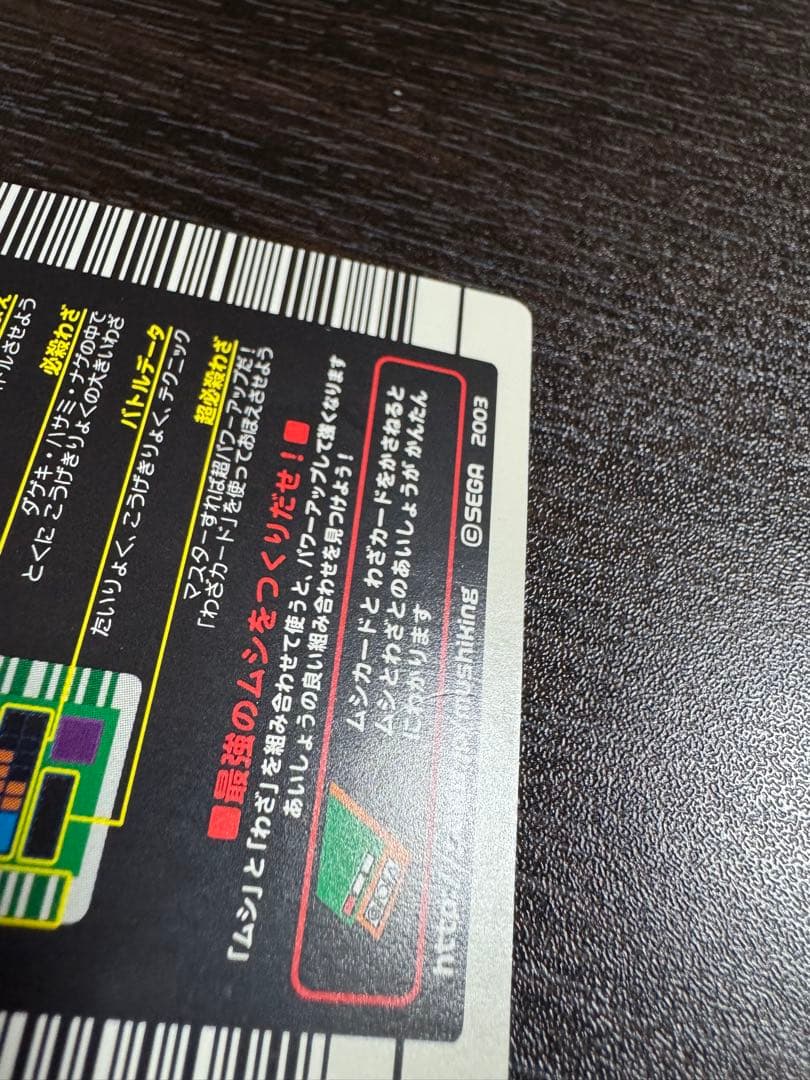 ルさせよう
必殺わざ
ダゲキ・ハサミ・ナゲの中で
とくに こうげきりょくの大きいわざ
バトルデータ
たいりょく、こうげきりょく、テクニック
超必殺わざ
マスターすれば超パワーアップだ!
「わざカード」を使っておぼえさせよう
■最強のムシをつくりだせ!■
「ムシ」と「わざ」を組み合わせて使うと、パワーアップして強くなります
あいしょうの良い組み合わせを見つけよう!
ムシカードと わざカードをかさねると
ムシとわざとのあいしょうが かんたん
にわかります
mushiking ©SEGA 2003